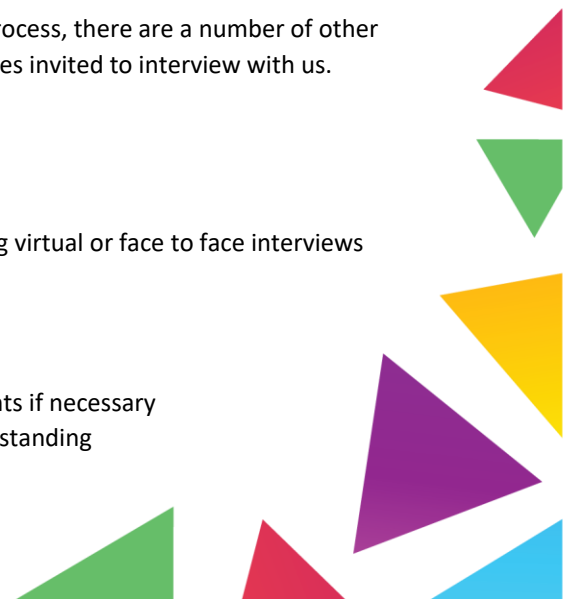 rocess, there are a number of other
es invited to interview with us.
g virtual or face to face interviews
nts if necessary
standing